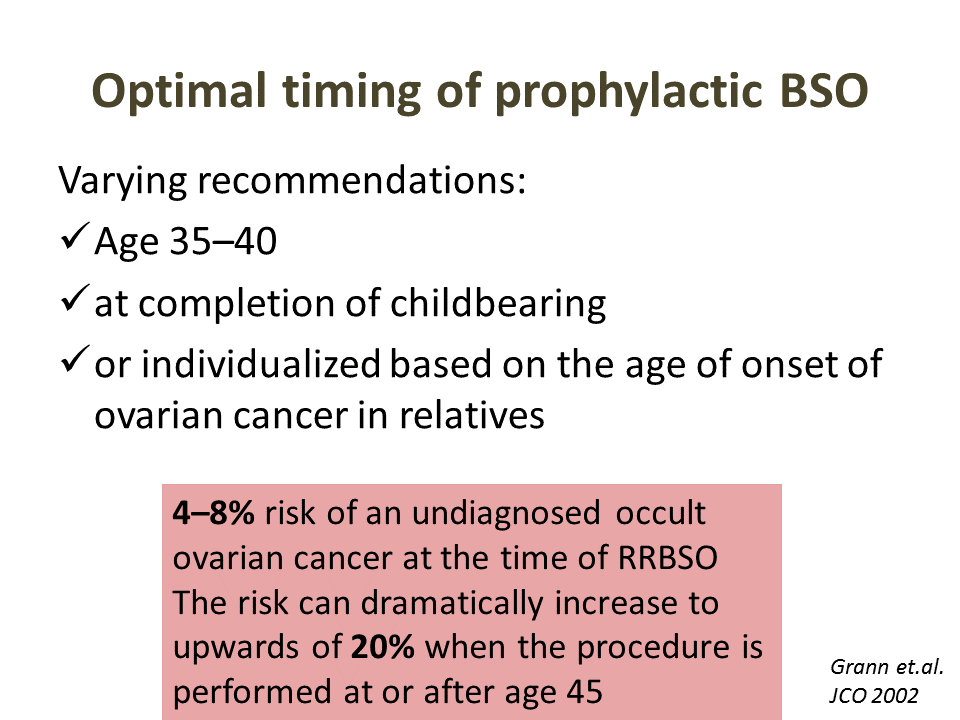 Optimal timing of prophylactic BSO
Varying recommendations:
✓ Age 35–40
✓ at completion of childbearing
✓ or individualized based on the age of onset of
ovarian cancer in relatives
4–8% risk of an undiagnosed occult
ovarian cancer at the time of RRBSO
The risk can dramatically increase to
upwards of 20% when the procedure is
performed at or after age 45
Grann et.al.
JCO 2002